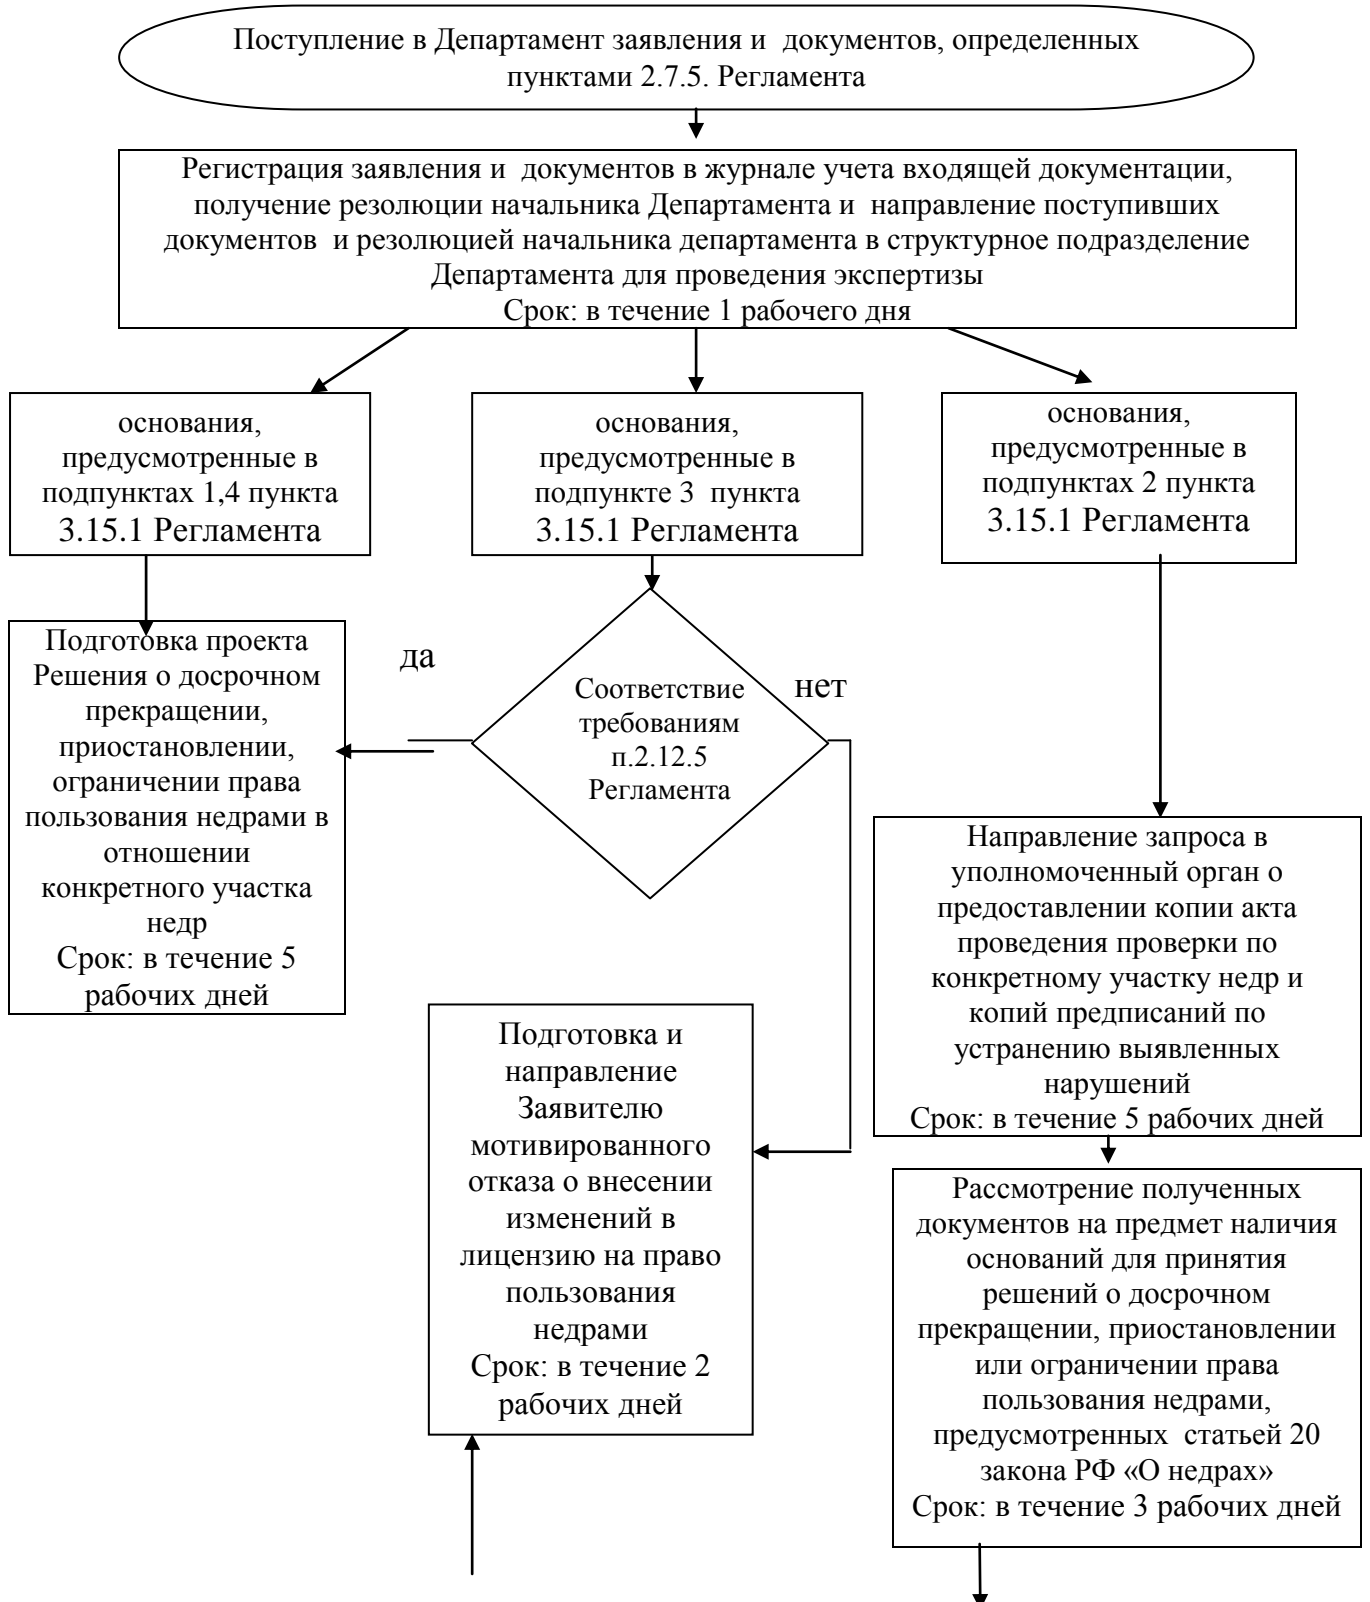 Поступление в Департамент заявления и документов, определенных
пунктами 2.7.5. Регламента
Регистрация заявления и документов в журнале учета входящей документации,
получение резолюции начальника Департамента и направление поступивших
документов и резолюцией начальника департамента в структурное подразделение
Департамента для проведения экспертизы
Срок: в течение 1 рабочего дня
основания,
предусмотренные в
подпунктах 1,4 пункта
3.15.1 Регламента
основания,
предусмотренные в
подпункте 3 пункта
3.15.1 Регламента
основания,
предусмотренные в
подпунктах 2 пункта
3.15.1 Регламента
Подготовка проекта
Решения о досрочном
прекращении,
приостановлении,
ограничении права
пользования недрами в
отношении
конкретного участка
недр
Срок: в течение 5
рабочих дней
да
Соответствие
требованиям
п.2.12.5
Регламента
нет
Подготовка и
направление
Заявителю
мотивированного
отказа о внесении
изменений в
лицензию на право
пользования
недрами
Срок: в течение 2
рабочих дней
Направление запроса в
уполномоченный орган о
предоставлении копии акта
проведения проверки по
конкретному участку недр и
копий предписаний по
устранению выявленных
нарушений
Срок: в течение 5 рабочих дней
Рассмотрение полученных
документов на предмет наличия
оснований для принятия
решений о досрочном
прекращении, приостановлении
или ограничении права
пользования недрами,
предусмотренных статьей 20
закона РФ «О недрах»
Срок: в течение 3 рабочих дней